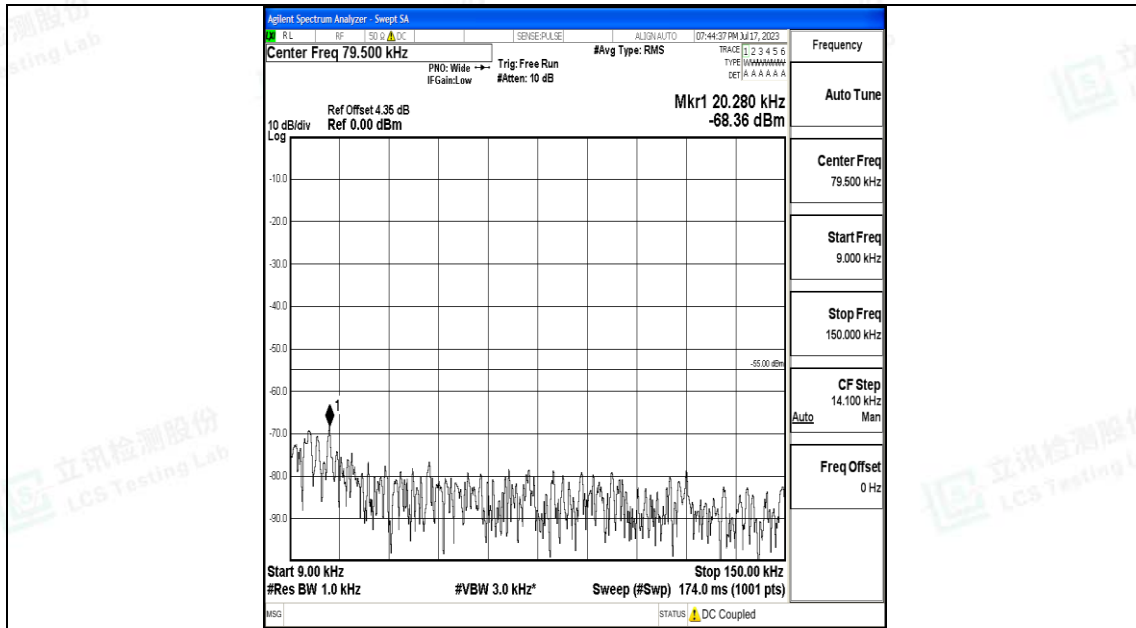 Agilent Spectrum Analyzer - Swept SA
RL RF 50 Ω DC SENSE:PULSE ALIGN AUTO 07:44:37 PM Jul 17, 2023
Center Freq 79.500 kHz
#Avg Type: RMS
TRACE 1 2 3 4 5 6
TYPE
DET A A A A A A
PNO: Wide
IFGain:Low
Trig: Free Run
#Atten: 10 dB
Mkr1 20.280 kHz
-68.36 dBm
Ref Offset 4.35 dB
10 dB/div Ref 0.00 dBm
Log
-10.0
-20.0
-30.0
-40.0
-50.0
-55.00 dBm
-60.0
1
-70.0
-80.0
-90.0
Start 9.00 kHz Stop 150.00 kHz
#Res BW 1.0 kHz #VBW 3.0 kHz* Sweep (#Swp) 174.0 ms (1001 pts)
MSG STATUS DC Coupled
Frequency
Auto Tune
Center Freq
79.500 kHz
Start Freq
9.000 kHz
Stop Freq
150.000 kHz
CF Step
14.100 kHz
Auto Man
Freq Offset
0 Hz
立讯检测股份
LCS Testing Lab
立讯检测股份